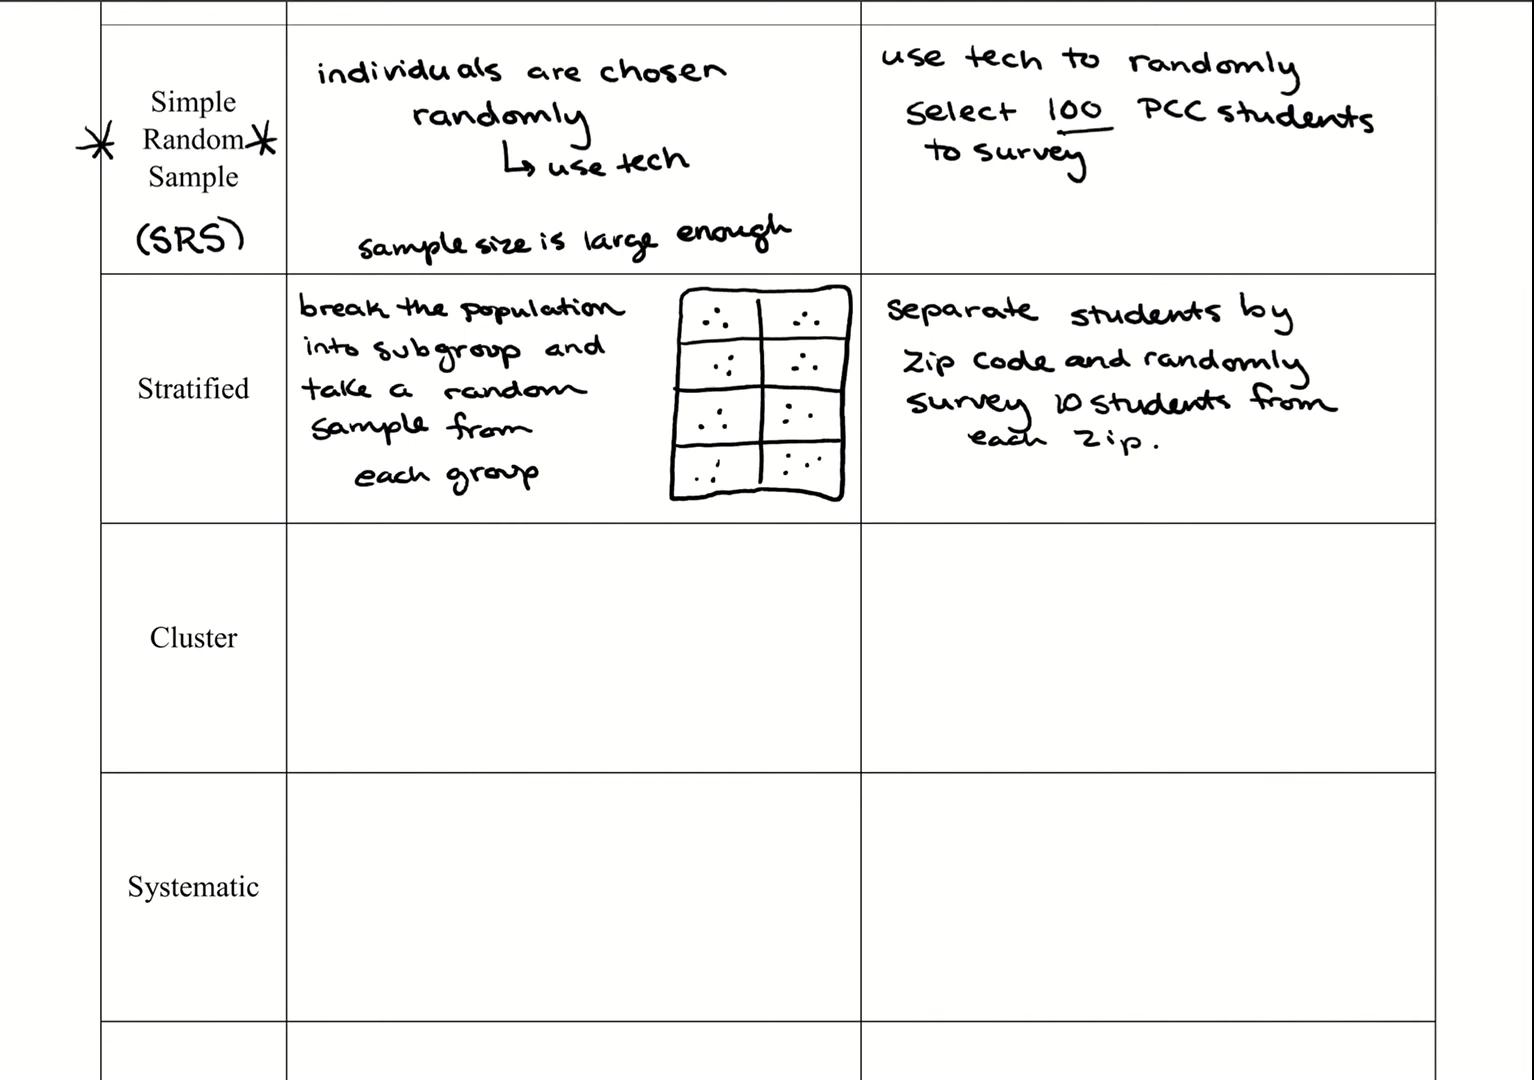 Simple
Random
Sample
(SRS)
individuals are chosen
randomly
↳ use tech
sample size is large enough
use tech to randomly
select 100 PCC students
to survey
Stratified
break the population
into subgroup and
take a random
sample from
each group
separate students by
zip code and randomly
survey 10 students from
each zip.
Cluster
Systematic